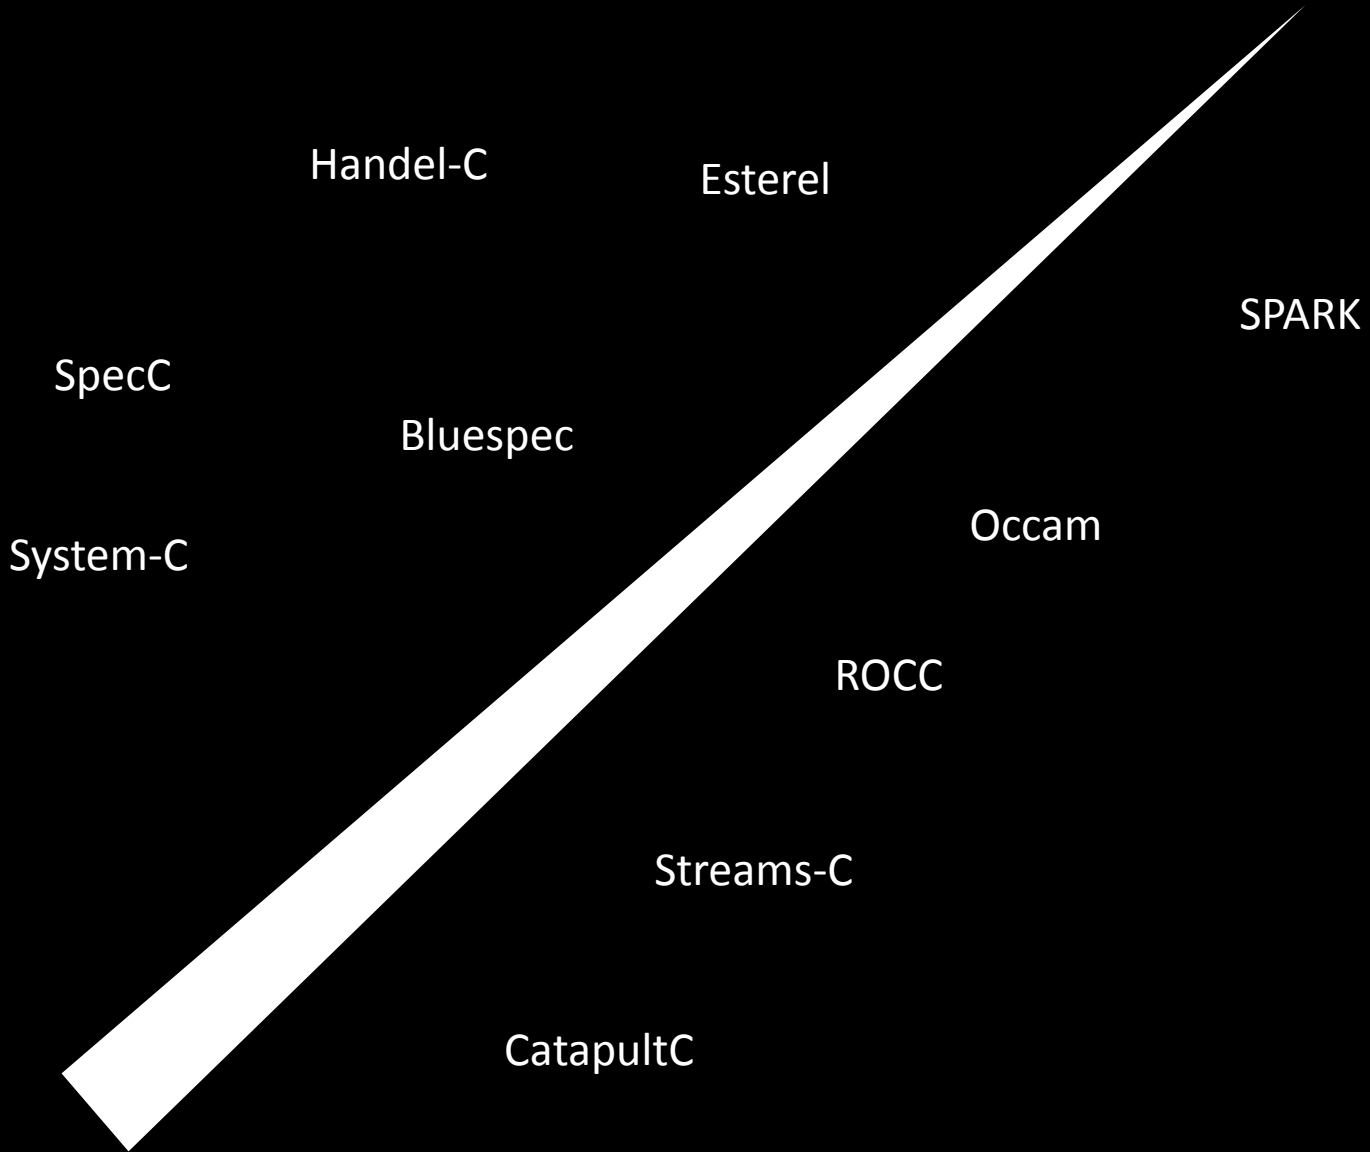 Handel-C
Esterel
SPARK
SpecC
Bluespec
Occam
System-C
ROCC
Streams-C
CatapultC